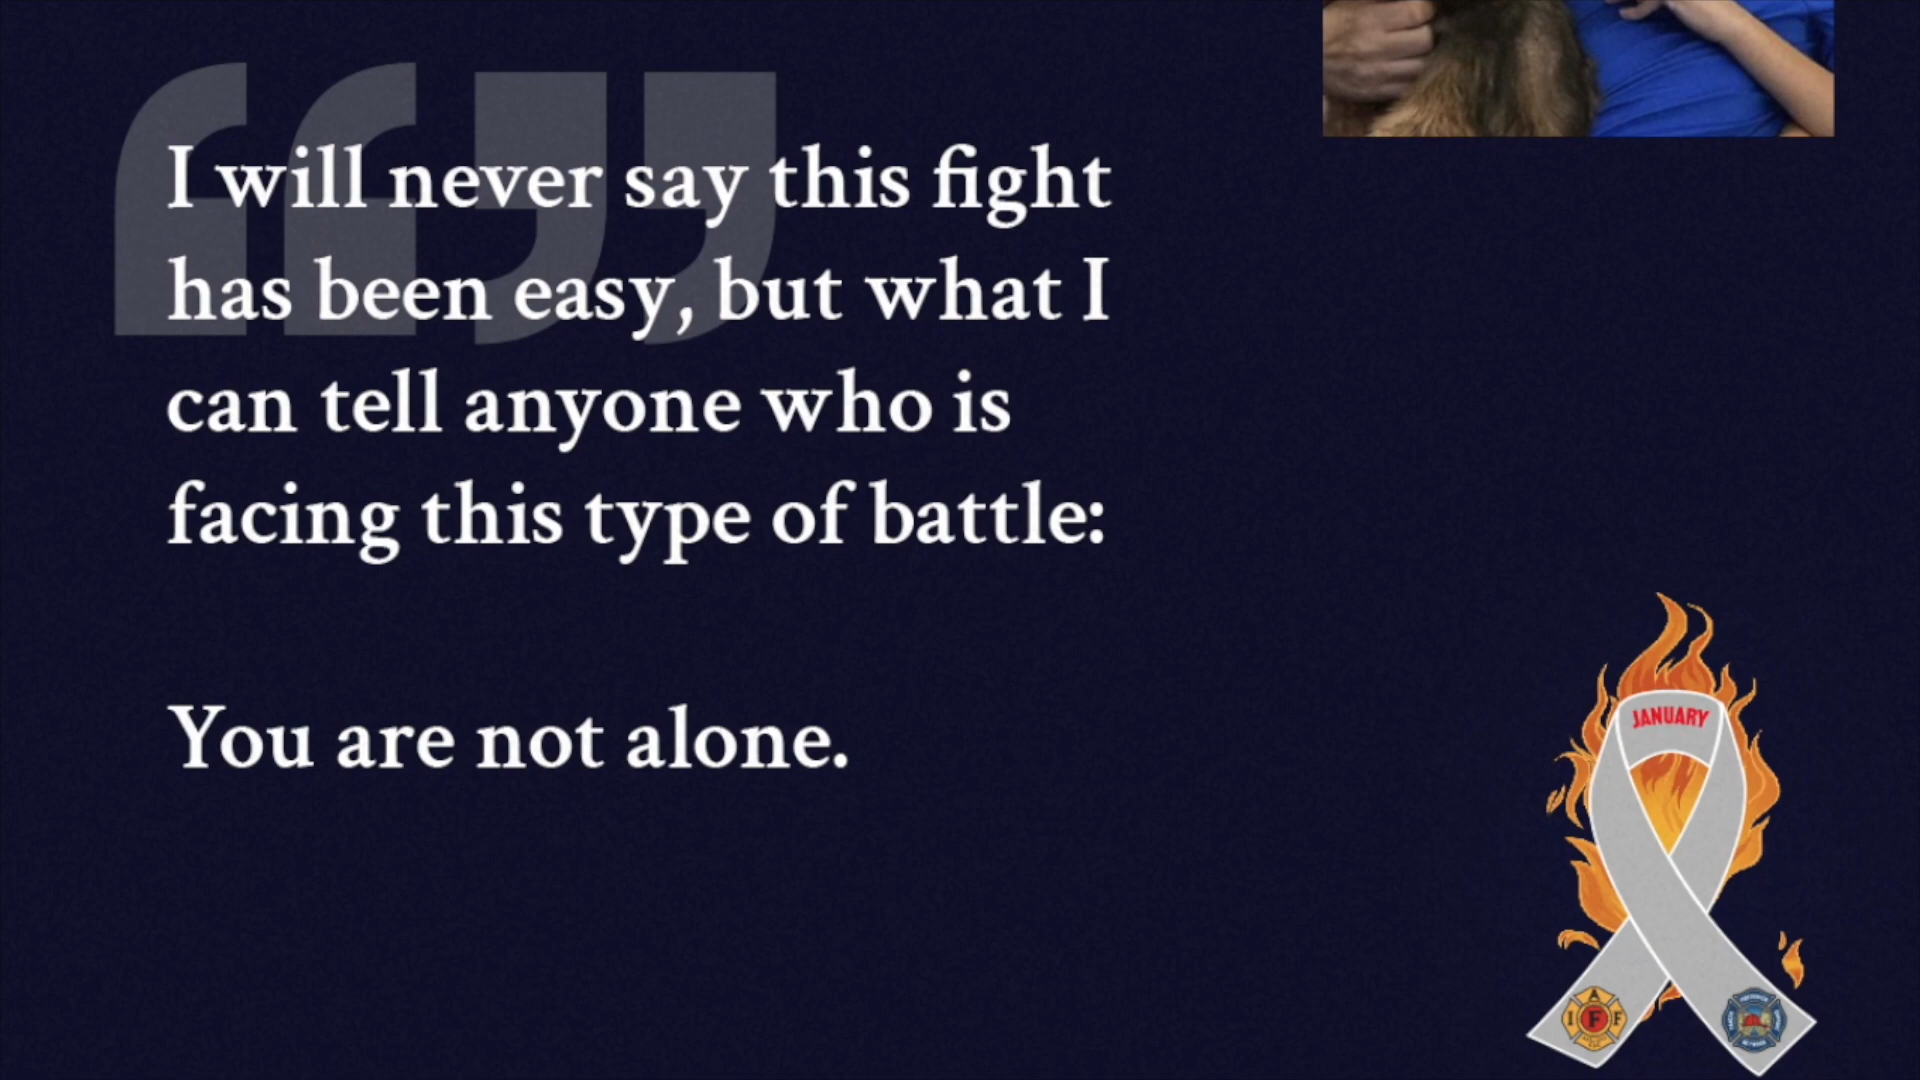 I will never say this fight
has been easy, but what I
can tell anyone who is
facing this type of battle:
You are not alone.
JANUARY
I A F F